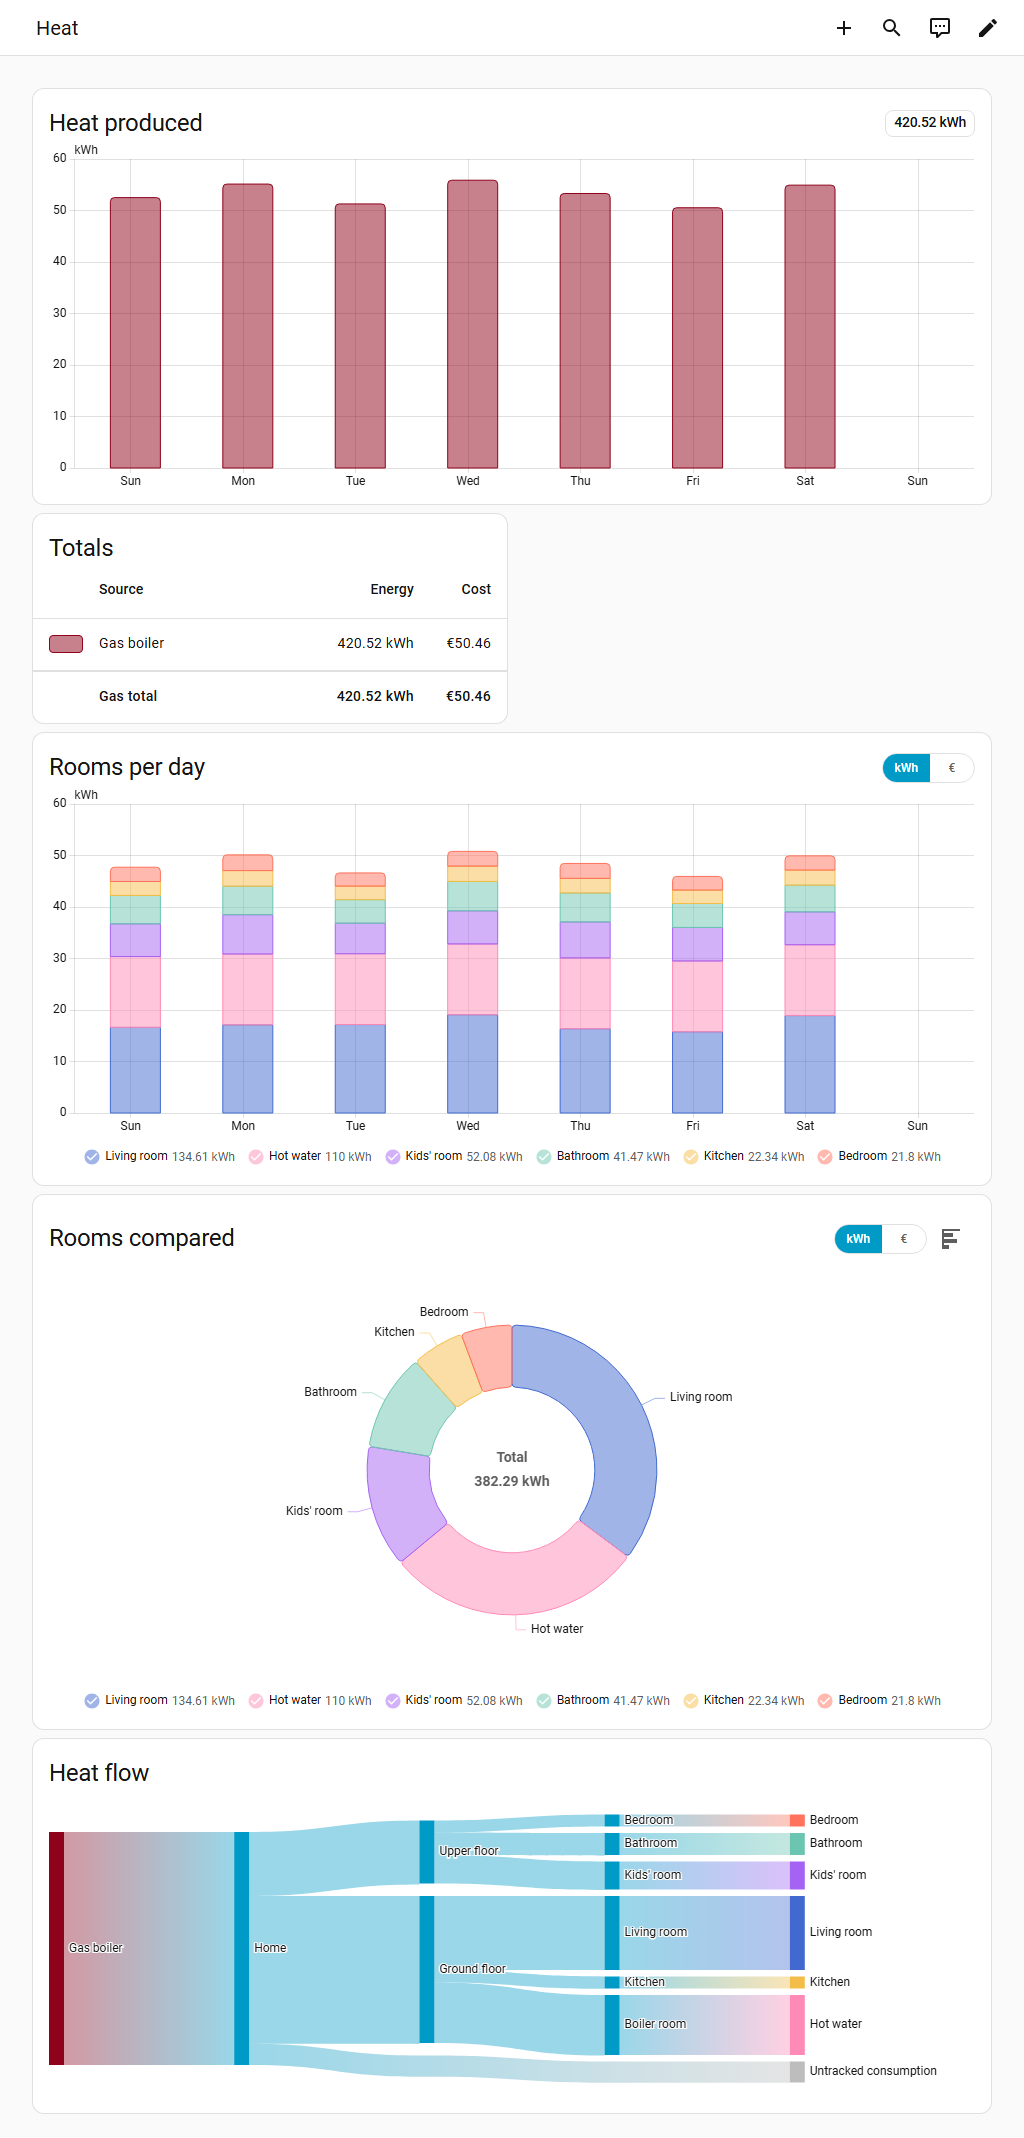 Heat
Heat produced
420.52 kWh
kWh
60
50
40
30
20
10
0
Sun Mon Tue Wed Thu Fri Sat Sun
Totals
Source Energy Cost
Gas boiler 420.52 kWh €50.46
Gas total 420.52 kWh €50.46
Rooms per day
kWh €
kWh
60
50
40
30
20
10
0
Sun Mon Tue Wed Thu Fri Sat Sun
Living room 134.61 kWh Hot water 110 kWh Kids' room 52.08 kWh Bathroom 41.47 kWh Kitchen 22.34 kWh Bedroom 21.8 kWh
Rooms compared
kWh €
Bedroom
Kitchen
Bathroom
Living room
Total
382.29 kWh
Kids' room
Hot water
Living room 134.61 kWh Hot water 110 kWh Kids' room 52.08 kWh Bathroom 41.47 kWh Kitchen 22.34 kWh Bedroom 21.8 kWh
Heat flow
Bedroom Bedroom
Bathroom Bathroom
Upper floor
Kids' room Kids' room
Living room Living room
Gas boiler Home
Ground floor
Kitchen Kitchen
Boiler room Hot water
Untracked consumption